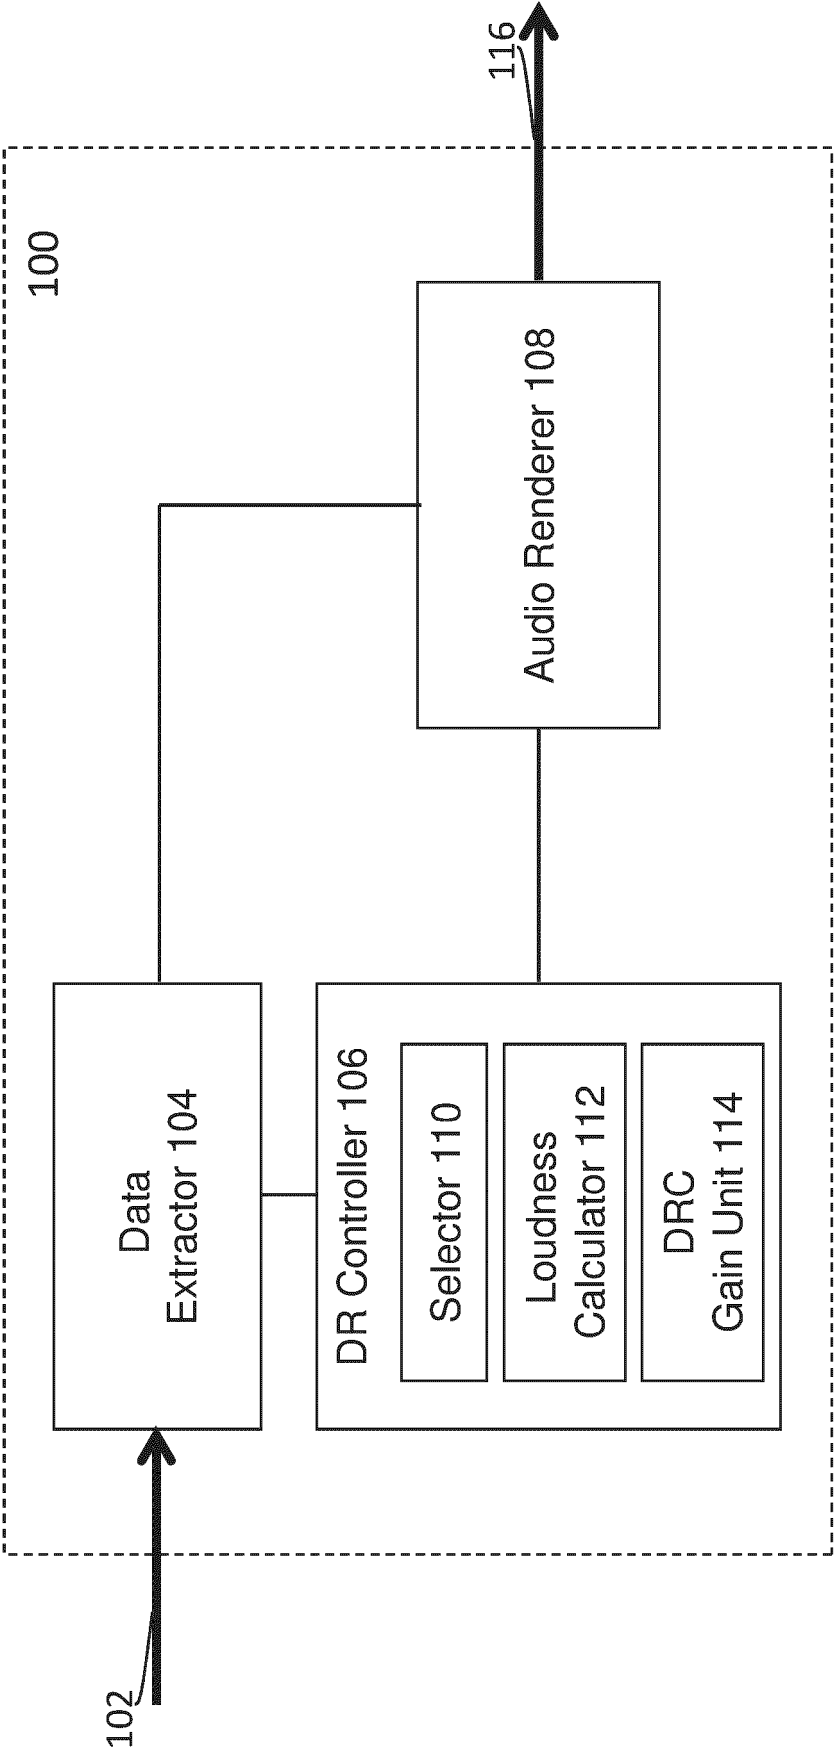 100
102
Data
Extractor 104
DR Controller 106
Selector 110
Loudness
Calculator 112
DRC
Gain Unit 114
Audio Renderer 108
116